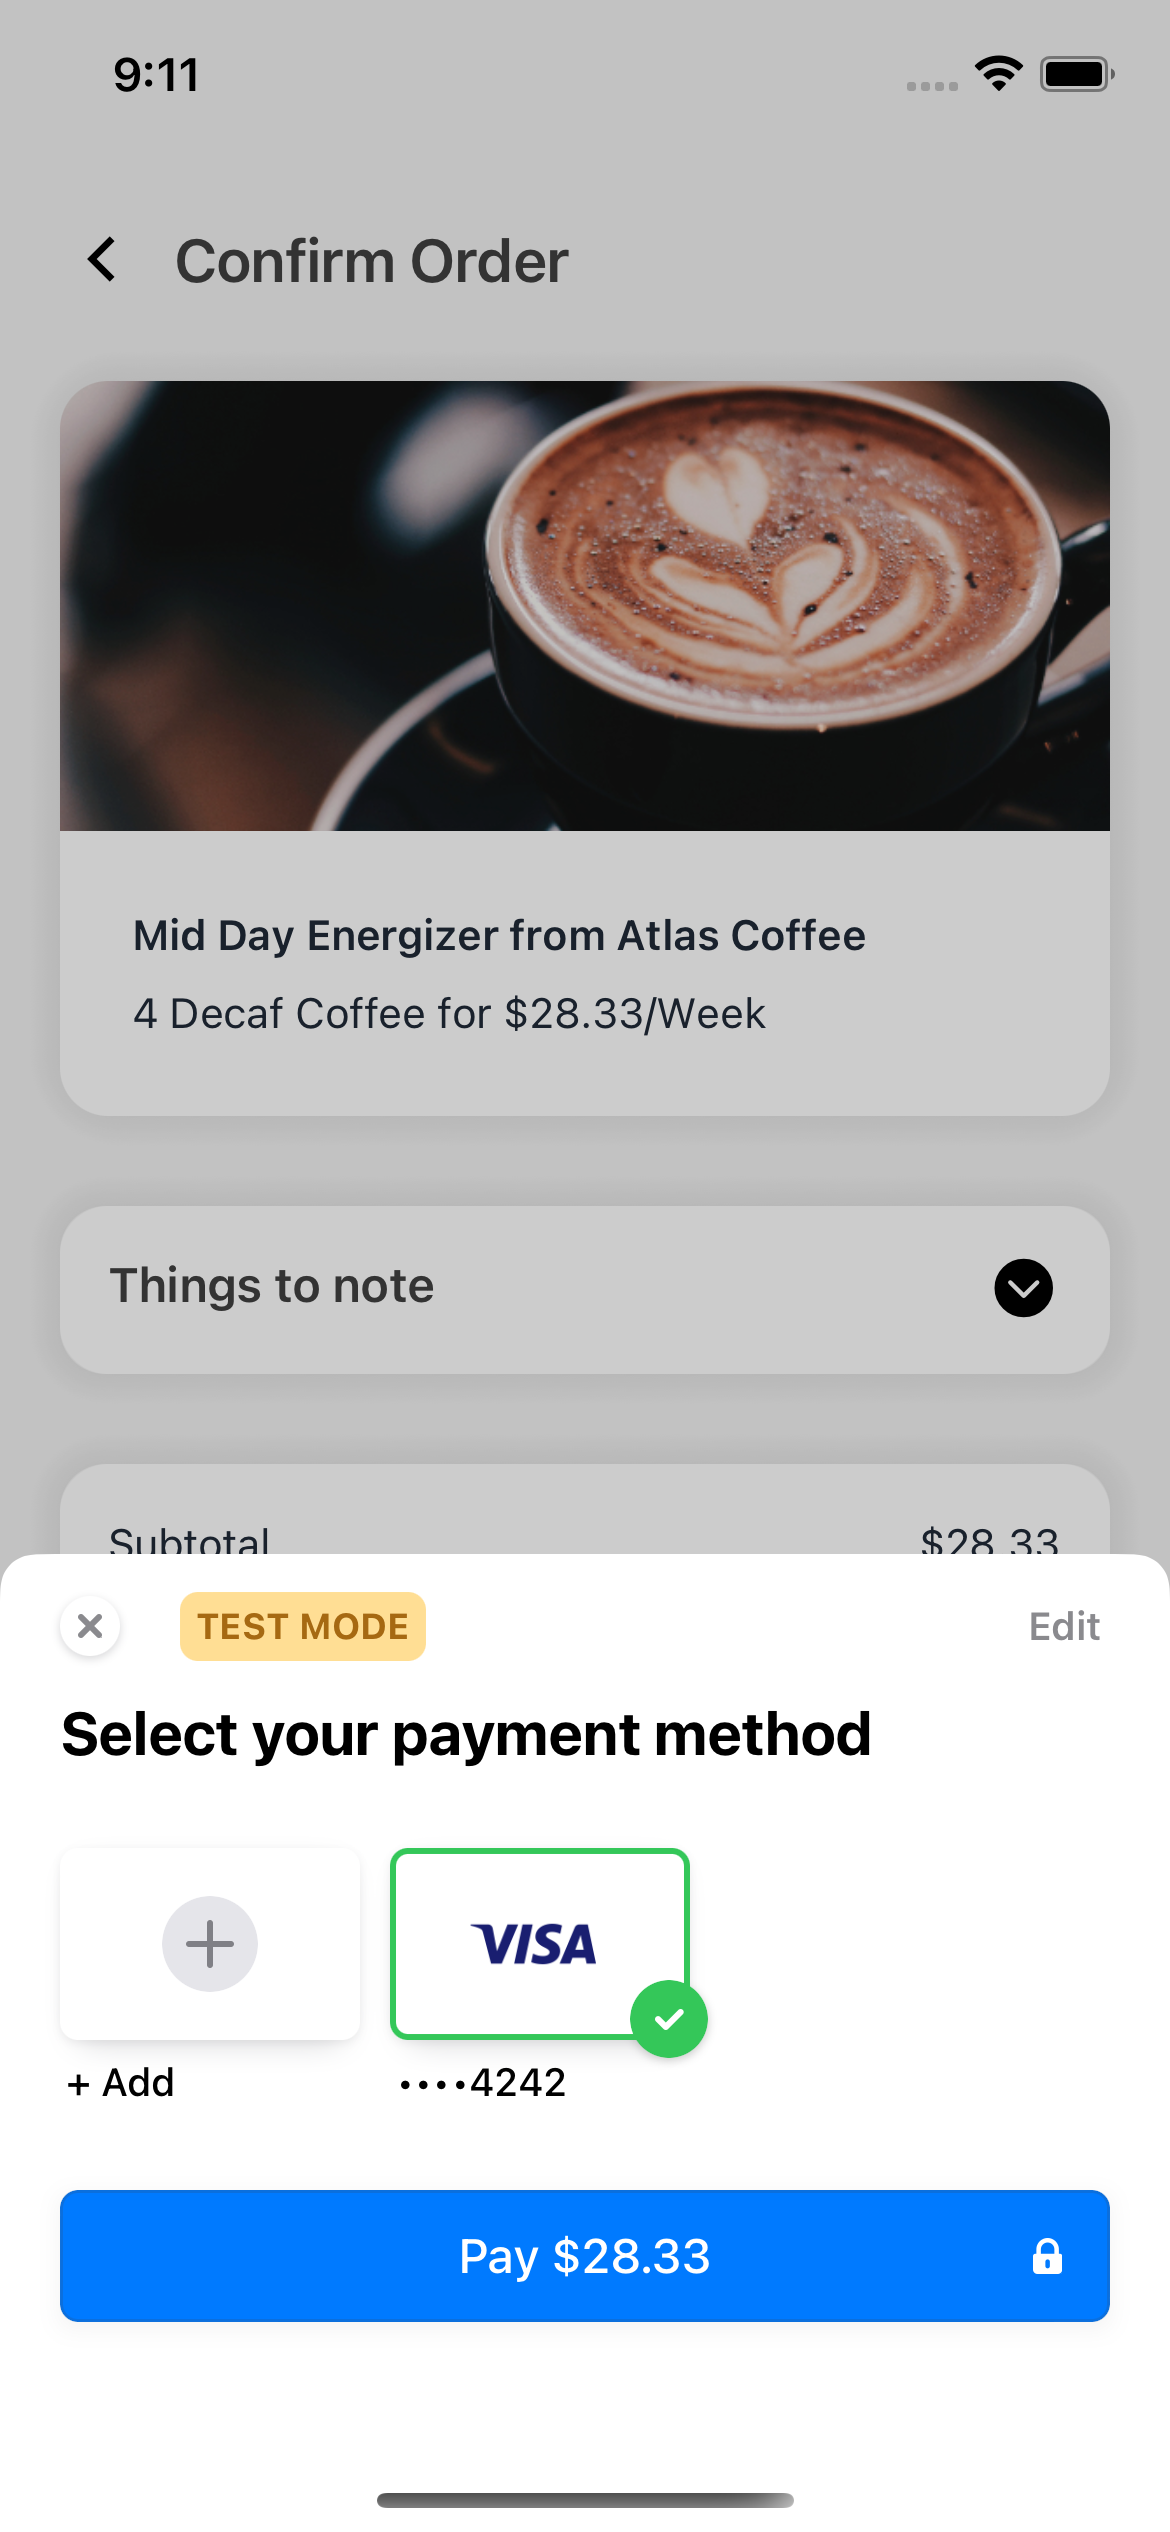 9:11
Confirm Order
Mid Day Energizer from Atlas Coffee
4 Decaf Coffee for $28.33/Week
Things to note
Subtotal $28.33
TEST MODE Edit
Select your payment method
VISA
+ Add ••••4242
Pay $28.33